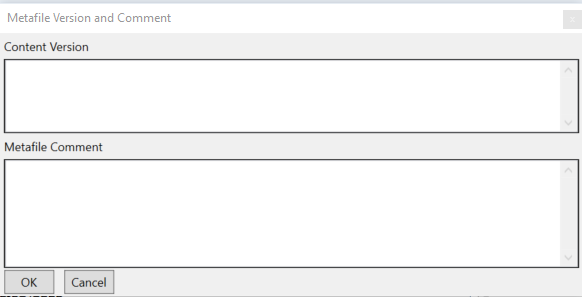 Metafile Version and Comment
Content Version
Metafile Comment
OK
Cancel